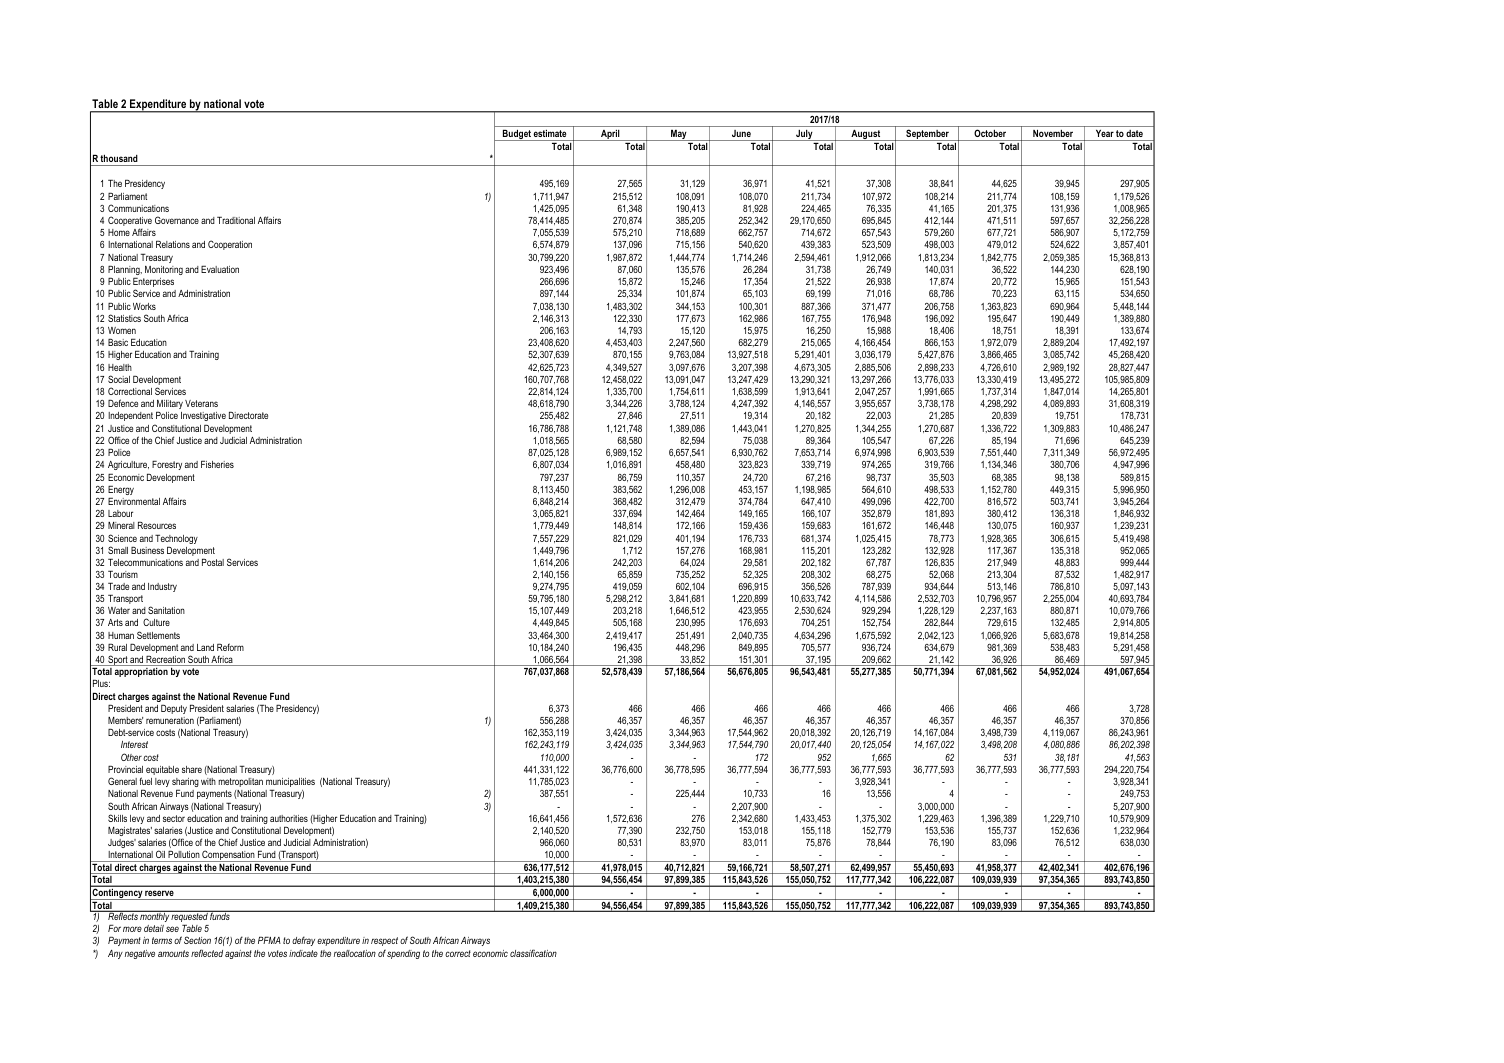 Table 2 Expenditure by national vote
2017/18
Budget estimate April May June July August September October November Year to date
Total Total Total Total Total Total Total Total Total Total
R thousand *
1 The Presidency 495,169 27,565 31,129 36,971 41,521 37,308 38,841 44,625 39,945 297,905
2 Parliament 1) 1,711,947 215,512 108,091 108,070 211,734 107,972 108,214 211,774 108,159 1,179,526
3 Communications 1,425,095 61,348 190,413 81,928 224,465 76,335 41,165 201,375 131,936 1,008,965
4 Cooperative Governance and Traditional Affairs 78,414,485 270,874 385,205 252,342 29,170,650 695,845 412,144 471,511 597,657 32,256,228
5 Home Affairs 7,055,539 575,210 718,689 662,757 714,672 657,543 579,260 677,721 586,907 5,172,759
6 International Relations and Cooperation 6,574,879 137,096 715,156 540,620 439,383 523,509 498,003 479,012 524,622 3,857,401
7 National Treasury 30,799,220 1,987,872 1,444,774 1,714,246 2,594,461 1,912,066 1,813,234 1,842,775 2,059,385 15,368,813
8 Planning, Monitoring and Evaluation 923,496 87,060 135,576 26,284 31,738 26,749 140,031 36,522 144,230 628,190
9 Public Enterprises 266,696 15,872 15,246 17,354 21,522 26,938 17,874 20,772 15,965 151,543
10 Public Service and Administration 897,144 25,334 101,874 65,103 69,199 71,016 68,786 70,223 63,115 534,650
11 Public Works 7,038,130 1,483,302 344,153 100,301 887,366 371,477 206,758 1,363,823 690,964 5,448,144
12 Statistics South Africa 2,146,313 122,330 177,673 162,986 167,755 176,948 196,092 195,647 190,449 1,389,880
13 Women 206,163 14,793 15,120 15,975 16,250 15,988 18,406 18,751 18,391 133,674
14 Basic Education 23,408,620 4,453,403 2,247,560 682,279 215,065 4,166,454 866,153 1,972,079 2,889,204 17,492,197
15 Higher Education and Training 52,307,639 870,155 9,763,084 13,927,518 5,291,401 3,036,179 5,427,876 3,866,465 3,085,742 45,268,420
16 Health 42,625,723 4,349,527 3,097,676 3,207,398 4,673,305 2,885,506 2,898,233 4,726,610 2,989,192 28,827,447
17 Social Development 160,707,768 12,458,022 13,091,047 13,247,429 13,290,321 13,297,266 13,776,033 13,330,419 13,495,272 105,985,809
18 Correctional Services 22,814,124 1,335,700 1,754,611 1,638,599 1,913,641 2,047,257 1,991,665 1,737,314 1,847,014 14,265,801
19 Defence and Military Veterans 48,618,790 3,344,226 3,788,124 4,247,392 4,146,557 3,955,657 3,738,178 4,298,292 4,089,893 31,608,319
20 Independent Police Investigative Directorate 255,482 27,846 27,511 19,314 20,182 22,003 21,285 20,839 19,751 178,731
21 Justice and Constitutional Development 16,786,788 1,121,748 1,389,086 1,443,041 1,270,825 1,344,255 1,270,687 1,336,722 1,309,883 10,486,247
22 Office of the Chief Justice and Judicial Administration 1,018,565 68,580 82,594 75,038 89,364 105,547 67,226 85,194 71,696 645,239
23 Police 87,025,128 6,989,152 6,657,541 6,930,762 7,653,714 6,974,998 6,903,539 7,551,440 7,311,349 56,972,495
24 Agriculture, Forestry and Fisheries 6,807,034 1,016,891 458,480 323,823 339,719 974,265 319,766 1,134,346 380,706 4,947,996
25 Economic Development 797,237 86,759 110,357 24,720 67,216 98,737 35,503 68,385 98,138 589,815
26 Energy 8,113,450 383,562 1,296,008 453,157 1,198,985 564,610 498,533 1,152,780 449,315 5,996,950
27 Environmental Affairs 6,848,214 368,482 312,479 374,784 647,410 499,096 422,700 816,572 503,741 3,945,264
28 Labour 3,065,821 337,694 142,464 149,165 166,107 352,879 181,893 380,412 136,318 1,846,932
29 Mineral Resources 1,779,449 148,814 172,166 159,436 159,683 161,672 146,448 130,075 160,937 1,239,231
30 Science and Technology 7,557,229 821,029 401,194 176,733 681,374 1,025,415 78,773 1,928,365 306,615 5,419,498
31 Small Business Development 1,449,796 1,712 157,276 168,981 115,201 123,282 132,928 117,367 135,318 952,065
32 Telecommunications and Postal Services 1,614,206 242,203 64,024 29,581 202,182 67,787 126,835 217,949 48,883 999,444
33 Tourism 2,140,156 65,859 735,252 52,325 208,302 68,275 52,068 213,304 87,532 1,482,917
34 Trade and Industry 9,274,795 419,059 602,104 696,915 356,526 787,939 934,644 513,146 786,810 5,097,143
35 Transport 59,795,180 5,298,212 3,841,681 1,220,899 10,633,742 4,114,586 2,532,703 10,796,957 2,255,004 40,693,784
36 Water and Sanitation 15,107,449 203,218 1,646,512 423,955 2,530,624 929,294 1,228,129 2,237,163 880,871 10,079,766
37 Arts and Culture 4,449,845 505,168 230,995 176,693 704,251 152,754 282,844 729,615 132,485 2,914,805
38 Human Settlements 33,464,300 2,419,417 251,491 2,040,735 4,634,296 1,675,592 2,042,123 1,066,926 5,683,678 19,814,258
39 Rural Development and Land Reform 10,184,240 196,435 448,296 849,895 705,577 936,724 634,679 981,369 538,483 5,291,458
40 Sport and Recreation South Africa 1,066,564 21,398 33,852 151,301 37,195 209,662 21,142 36,926 86,469 597,945
Total appropriation by vote 767,037,868 52,578,439 57,186,564 56,676,805 96,543,481 55,277,385 50,771,394 67,081,562 54,952,024 491,067,654
Plus:
Direct charges against the National Revenue Fund
President and Deputy President salaries (The Presidency) 6,373 466 466 466 466 466 466 466 466 3,728
Members' remuneration (Parliament) 1) 556,288 46,357 46,357 46,357 46,357 46,357 46,357 46,357 46,357 370,856
Debt-service costs (National Treasury) 162,353,119 3,424,035 3,344,963 17,544,962 20,018,392 20,126,719 14,167,084 3,498,739 4,119,067 86,243,961
Interest 162,243,119 3,424,035 3,344,963 17,544,790 20,017,440 20,125,054 14,167,022 3,498,208 4,080,886 86,202,398
Other cost 110,000 - - 172 952 1,665 62 531 38,181 41,563
Provincial equitable share (National Treasury) 441,331,122 36,776,600 36,778,595 36,777,594 36,777,593 36,777,593 36,777,593 36,777,593 36,777,593 294,220,754
General fuel levy sharing with metropolitan municipalities (National Treasury) 11,785,023 - - - - 3,928,341 - - - 3,928,341
National Revenue Fund payments (National Treasury) 2) 387,551 - 225,444 10,733 16 13,556 4 - - 249,753
South African Airways (National Treasury) 3) - - - 2,207,900 - - 3,000,000 - - 5,207,900
Skills levy and sector education and training authorities (Higher Education and Training) 16,641,456 1,572,636 276 2,342,680 1,433,453 1,375,302 1,229,463 1,396,389 1,229,710 10,579,909
Magistrates' salaries (Justice and Constitutional Development) 2,140,520 77,390 232,750 153,018 155,118 152,779 153,536 155,737 152,636 1,232,964
Judges' salaries (Office of the Chief Justice and Judicial Administration) 966,060 80,531 83,970 83,011 75,876 78,844 76,190 83,096 76,512 638,030
International Oil Pollution Compensation Fund (Transport) 10,000 - - - - - - - - -
Total direct charges against the National Revenue Fund 636,177,512 41,978,015 40,712,821 59,166,721 58,507,271 62,499,957 55,450,693 41,958,377 42,402,341 402,676,196
Total 1,403,215,380 94,556,454 97,899,385 115,843,526 155,050,752 117,777,342 106,222,087 109,039,939 97,354,365 893,743,850
Contingency reserve 6,000,000 - - - - - - - - -
Total 1,409,215,380 94,556,454 97,899,385 115,843,526 155,050,752 117,777,342 106,222,087 109,039,939 97,354,365 893,743,850
1) Reflects monthly requested funds
2) For more detail see Table 5
3) Payment in terms of Section 16(1) of the PFMA to defray expenditure in respect of South African Airways
*) Any negative amounts reflected against the votes indicate the reallocation of spending to the correct economic classification